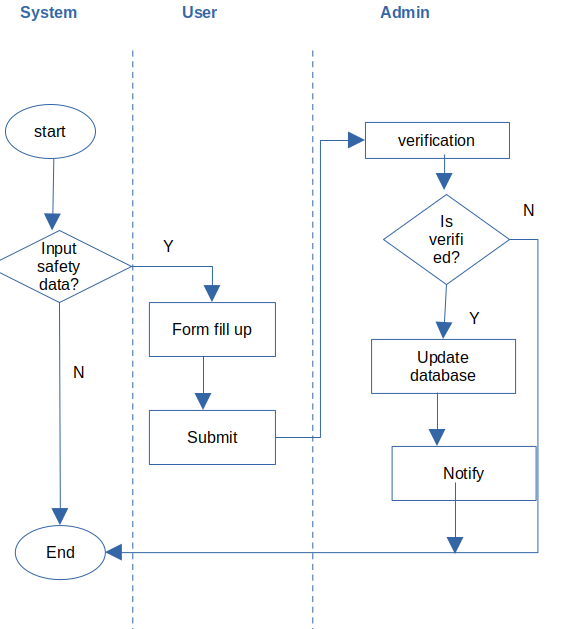 System
User
Admin
start
verification
Input
safety
data?
Y
Is
verifi
ed?
N
Form fill up
Y
Update
database
N
Submit
Notify
End